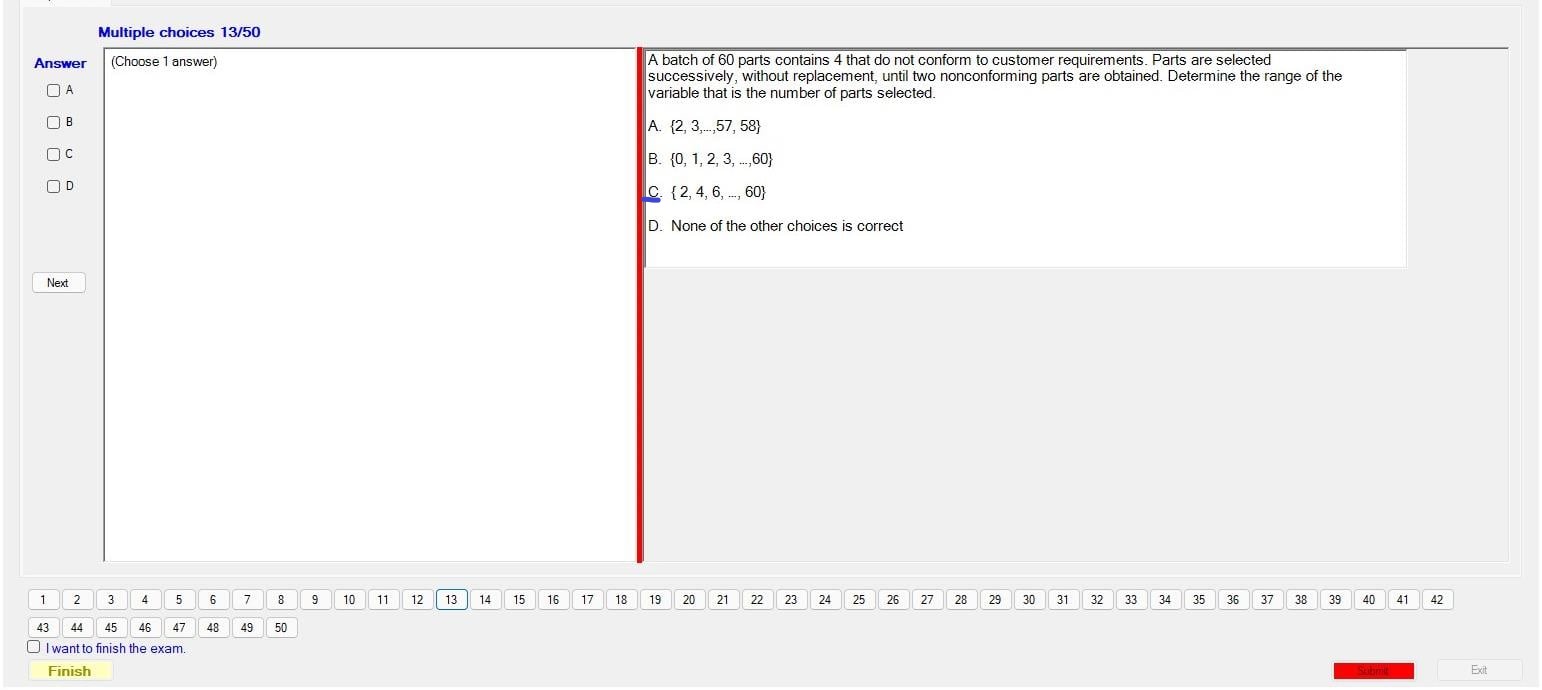 Multiple choices 13/50
Answer
(Choose 1 answer)
A
B
C
D
Next
A batch of 60 parts contains 4 that do not conform to customer requirements. Parts are selected
successively, without replacement, until two nonconforming parts are obtained. Determine the range of the
variable that is the number of parts selected.
A. {2, 3,...,57, 58}
B. {0, 1, 2, 3, ...,60}
C. { 2, 4, 6, ..., 60}
D. None of the other choices is correct
1 2 3 4 5 6 7 8 9 10 11 12 13 14 15 16 17 18 19 20 21 22 23 24 25 26 27 28 29 30 31 32 33 34 35 36 37 38 39 40 41 42
43 44 45 46 47 48 49 50
I want to finish the exam.
Finish
Submit
Exit